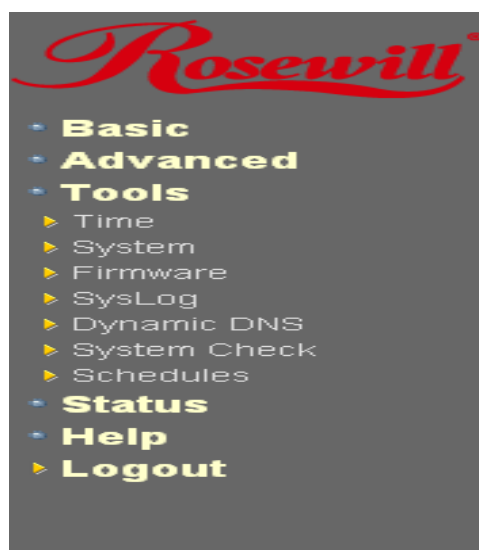 Rosewill®
Basic
Advanced
Tools
Time
System
Firmware
SysLog
Dynamic DNS
System Check
Schedules
Status
Help
Logout